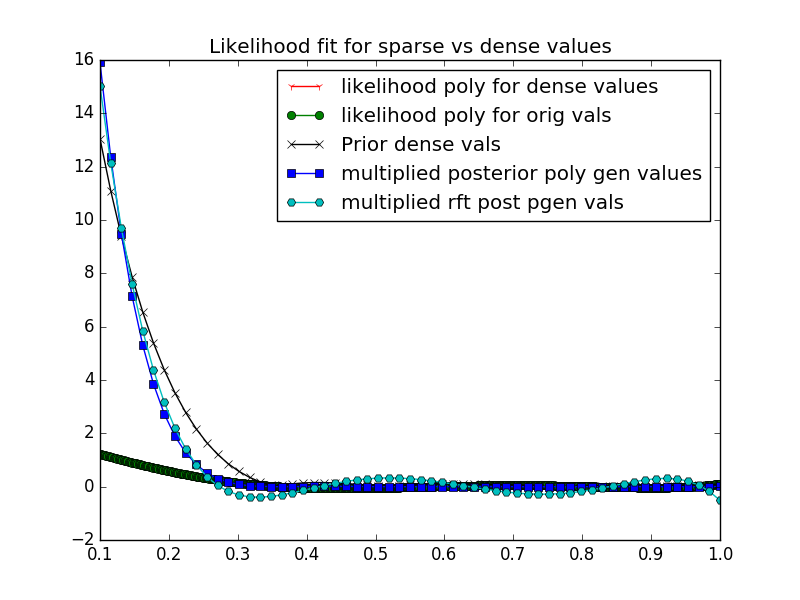 Likelihood fit for sparse vs dense values
16
14
12
10
8
6
4
2
0
−2
likelihood poly for dense values
likelihood poly for orig vals
Prior dense vals
multiplied posterior poly gen values
multiplied rft post pgen vals
0.1 0.2 0.3 0.4 0.5 0.6 0.7 0.8 0.9 1.0